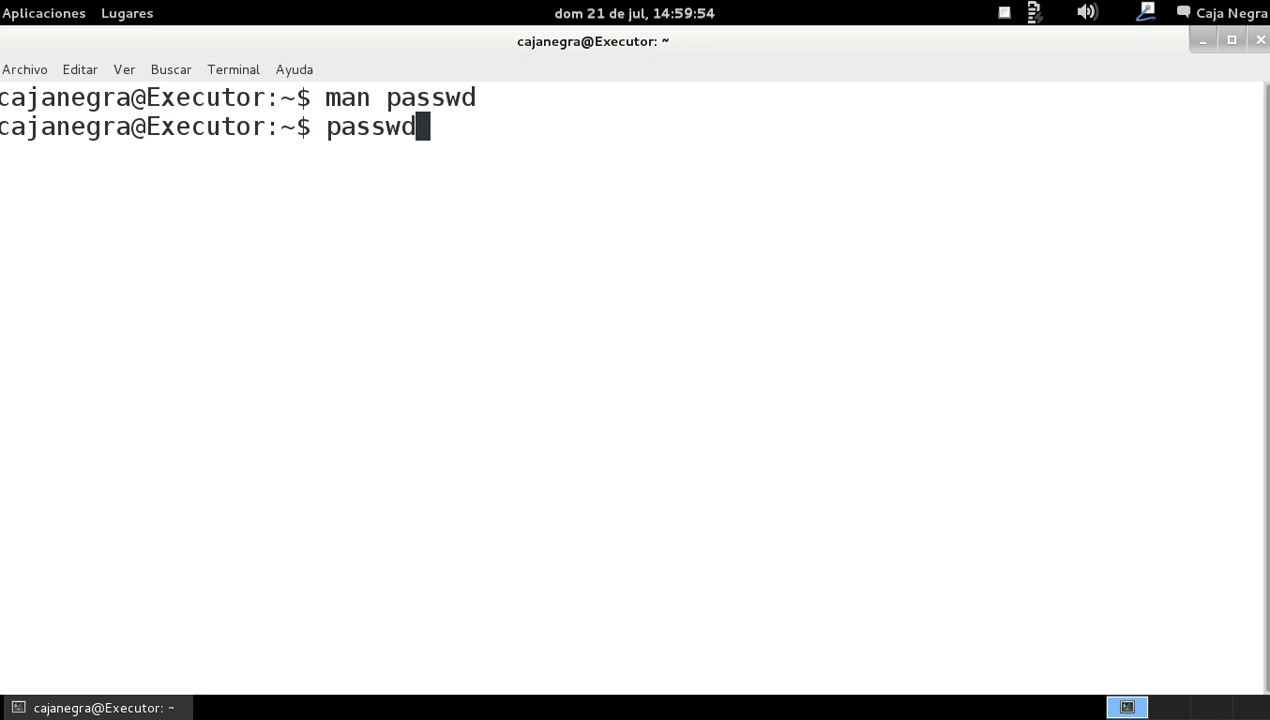 Aplicaciones Lugares dom 21 de jul, 14:59:54 Caja Negra
cajanegra@Executor: ~
Archivo Editar Ver Buscar Terminal Ayuda
cajanegra@Executor:~$ man passwd
cajanegra@Executor:~$ passwd
cajanegra@Executor: ~